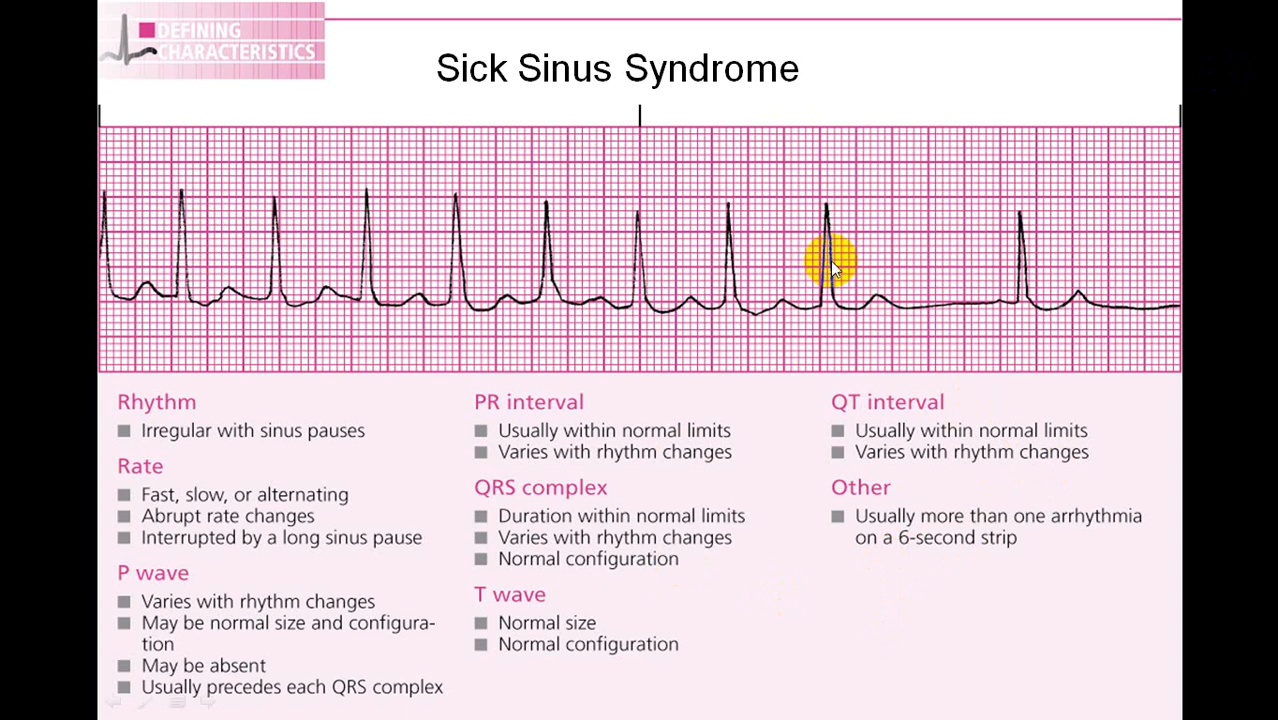 DEFINING
CHARACTERISTICS
Sick Sinus Syndrome
Rhythm
Irregular with sinus pauses
Rate
Fast, slow, or alternating
Abrupt rate changes
Interrupted by a long sinus pause
P wave
Varies with rhythm changes
May be normal size and configura-
tion
May be absent
Usually precedes each QRS complex
PR interval
Usually within normal limits
Varies with rhythm changes
QRS complex
Duration within normal limits
Varies with rhythm changes
Normal configuration
T wave
Normal size
Normal configuration
QT interval
Usually within normal limits
Varies with rhythm changes
Other
Usually more than one arrhythmia
on a 6-second strip